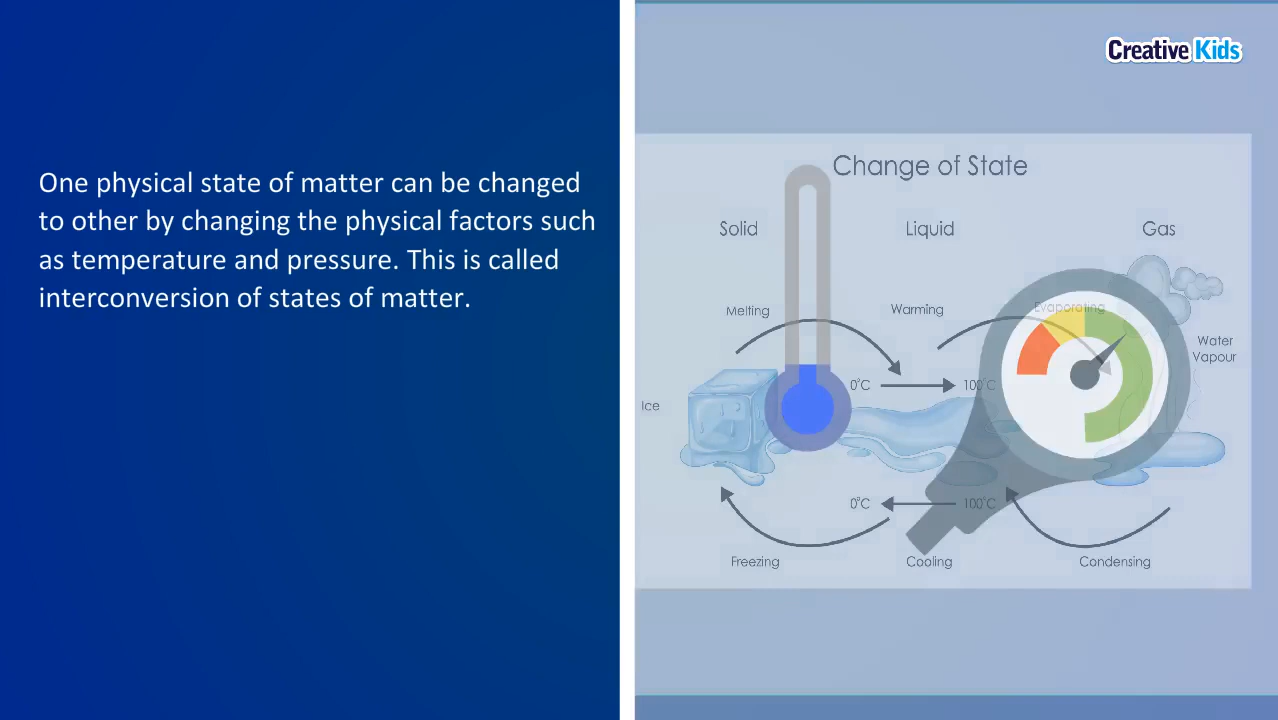 One physical state of matter can be changed
to other by changing the physical factors such
as temperature and pressure. This is called
interconversion of states of matter.
Creative Kids
Change of State
Solid
Liquid
Gas
Melting
Warming
Evaporating
Water
Vapour
0°C
100°C
Ice
0°C
100°C
Freezing
Cooling
Condensing